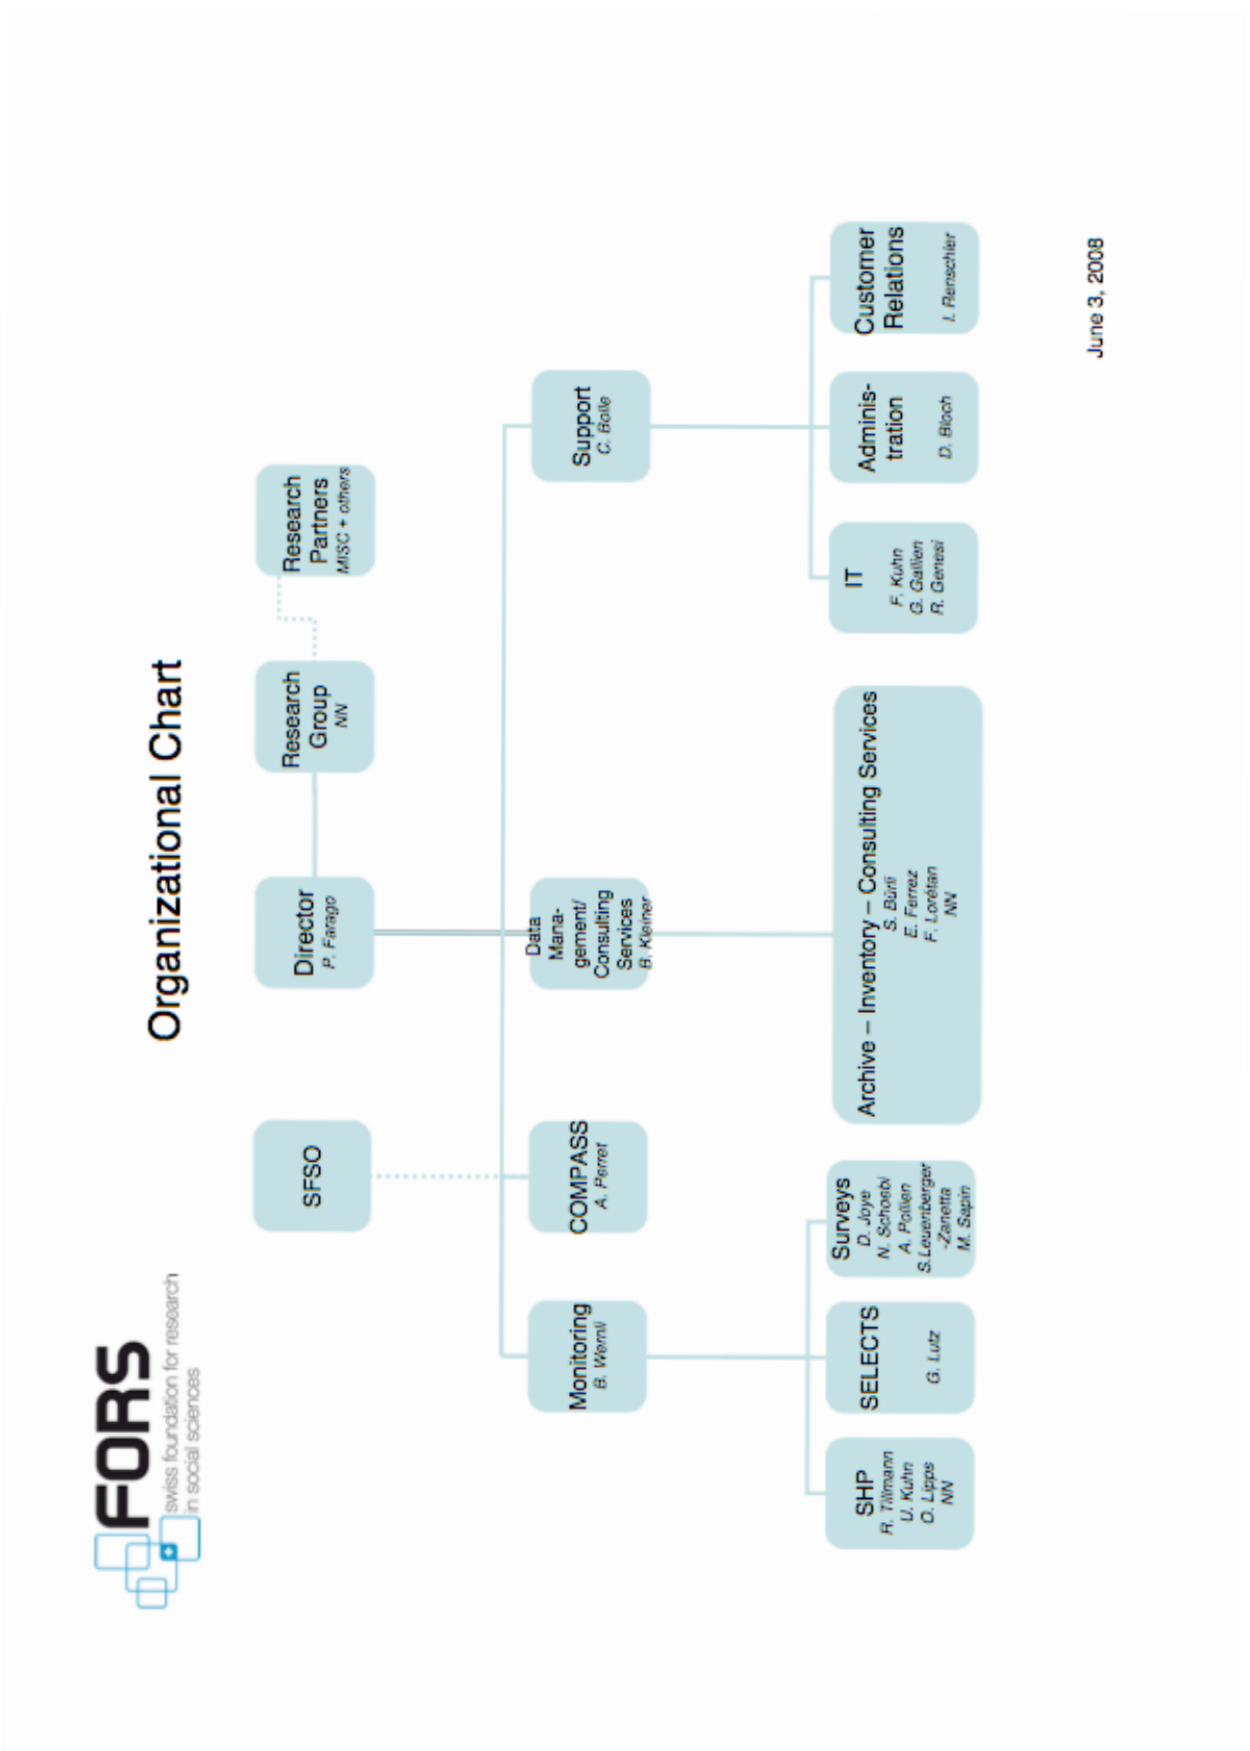 FORS
swiss foundation for research
in social sciences
Organizational Chart
SFSO
Director
P. Farago
Research
Group
NN
Research
Partners
MISC + others
Monitoring
B. Wernli
COMPASS
A. Perret
Data
Mana-
gement/
Consulting
Services
B. Kleiner
Support
C. Bolle
SHP
R. Tillmann
U. Kuhn
O. Lipps
NN
SELECTS
G. Lutz
Surveys
D. Joye
N. Schoebi
A. Pollien
S.Leuenberger
-Zanetta
M. Sapin
Archive – Inventory – Consulting Services
S. Bürli
E. Ferrez
F. Lorétan
NN
IT
F. Kuhn
G. Gallien
R. Genesi
Adminis-
tration
D. Bloch
Customer
Relations
I. Renschler
June 3, 2008